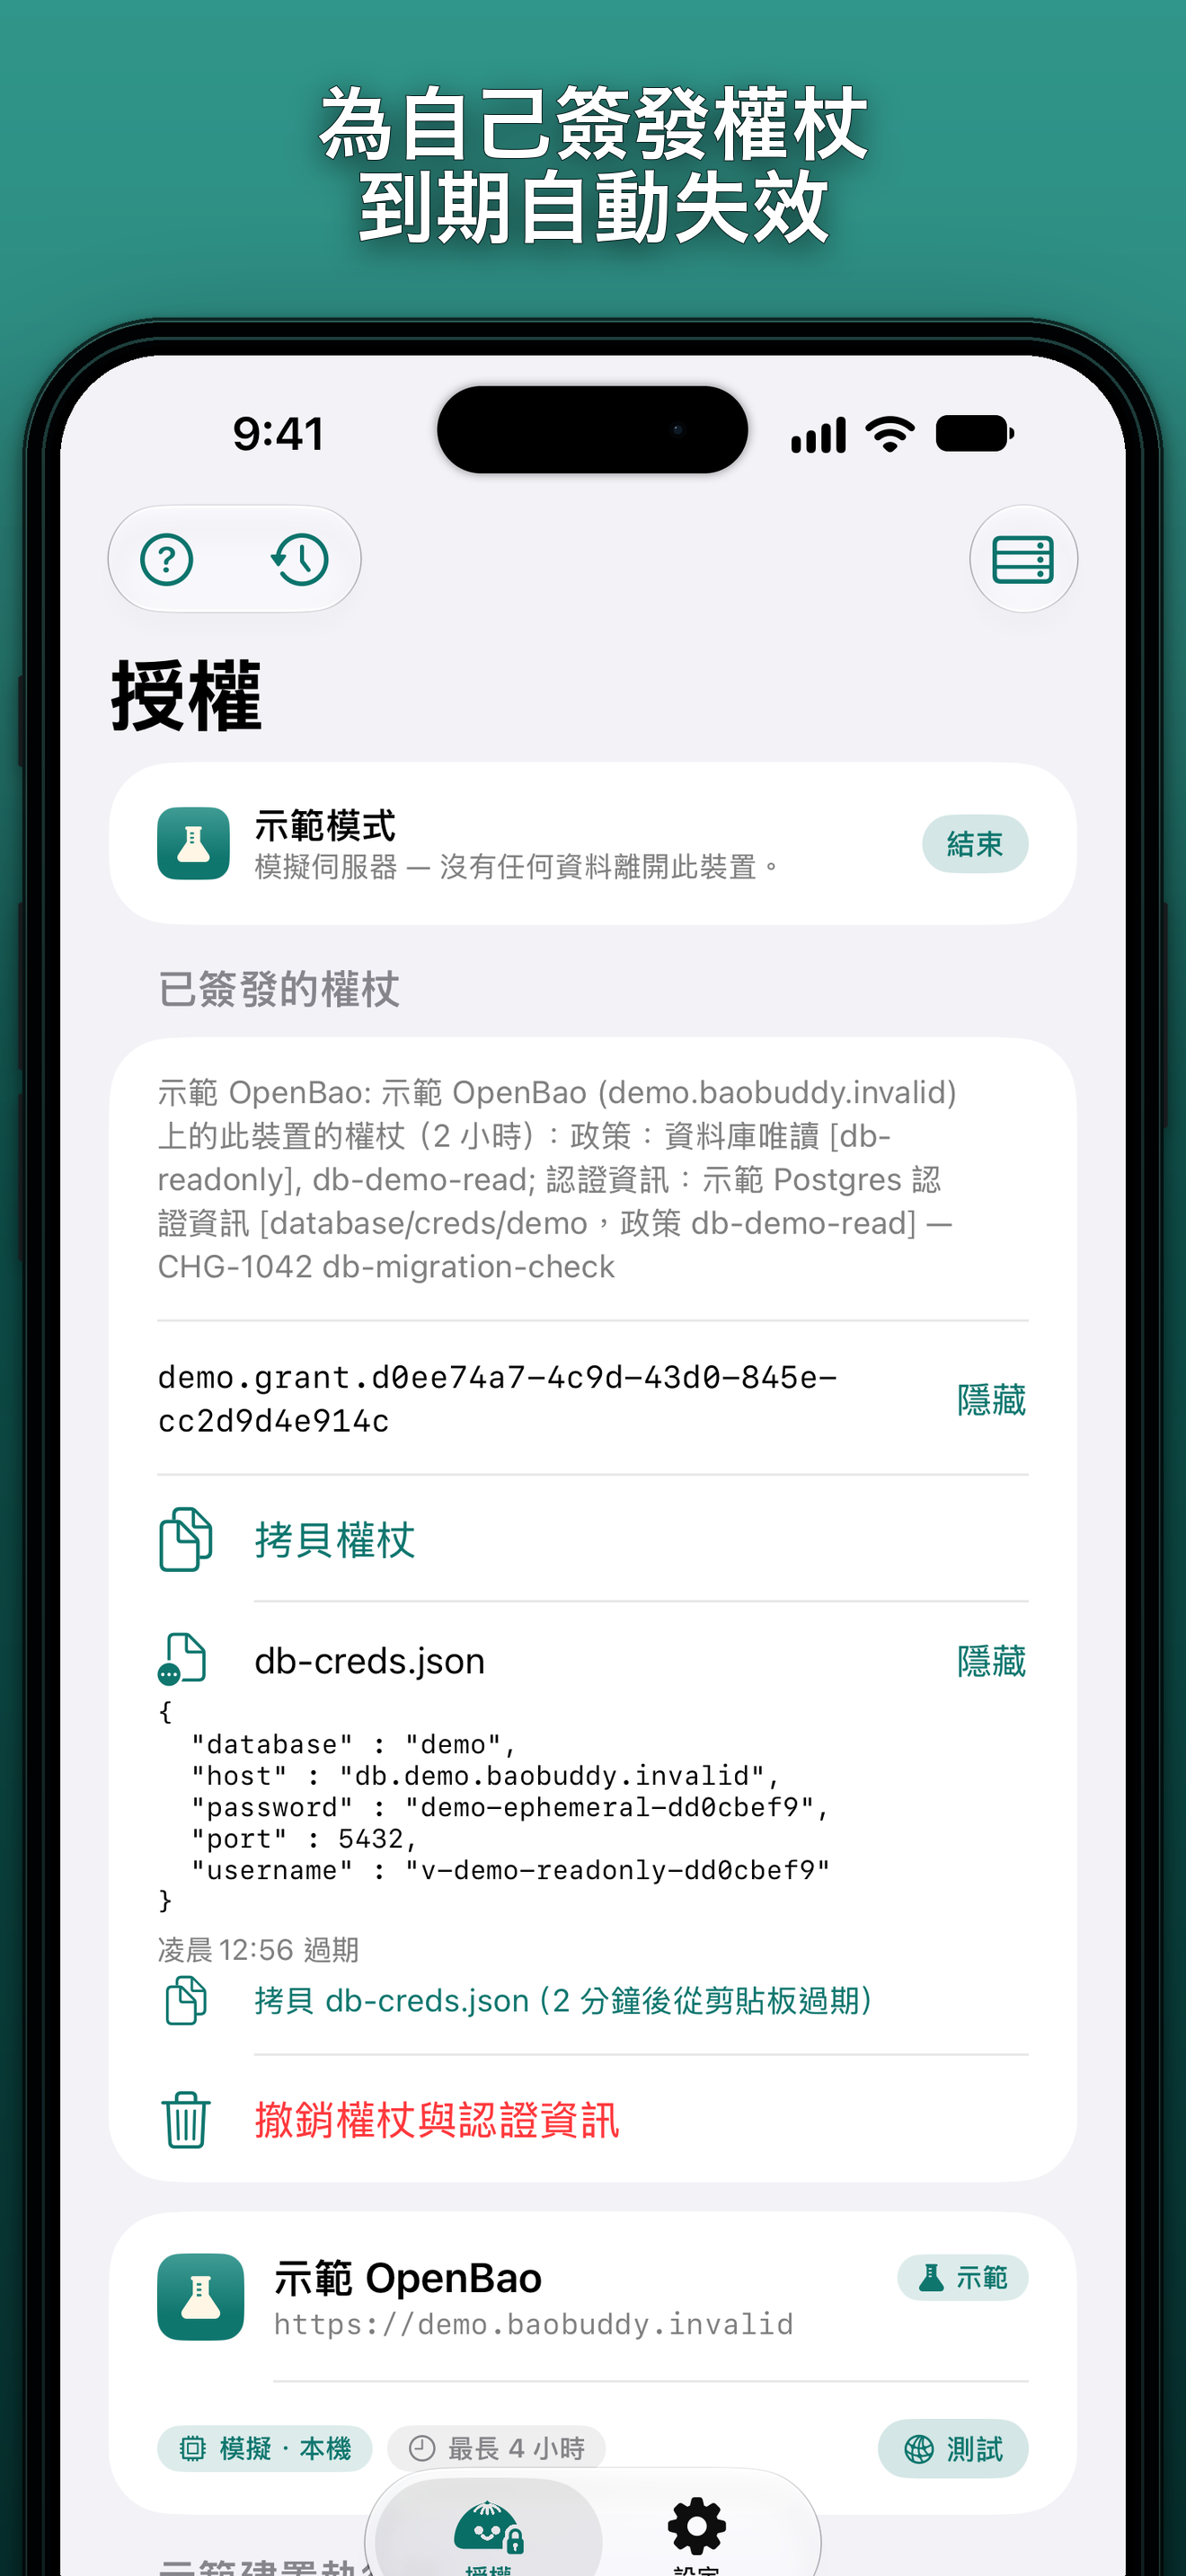 為自己簽發權杖
到期自動失效
9:41
授權
示範模式
模擬伺服器 — 沒有任何資料離開此裝置。
結束
已簽發的權杖
示範 OpenBao: 示範 OpenBao (demo.baobuddy.invalid)
上的此裝置的權杖（2 小時）：政策：資料庫唯讀 [db-
readonly], db-demo-read; 認證資訊：示範 Postgres 認
證資訊 [database/creds/demo，政策 db-demo-read] —
CHG-1042 db-migration-check
demo.grant.d0ee74a7-4c9d-43d0-845e-
cc2d9d4e914c
隱藏
拷貝權杖
db-creds.json
隱藏
{
"database" : "demo",
"host" : "db.demo.baobuddy.invalid",
"password" : "demo-ephemeral-dd0cbef9",
"port" : 5432,
"username" : "v-demo-readonly-dd0cbef9"
}
凌晨 12:56 過期
拷貝 db-creds.json（2 分鐘後從剪貼板過期）
撤銷權杖與認證資訊
示範 OpenBao
示範
https://demo.baobuddy.invalid
模擬 · 本機
最長 4 小時
測試
授權
設定